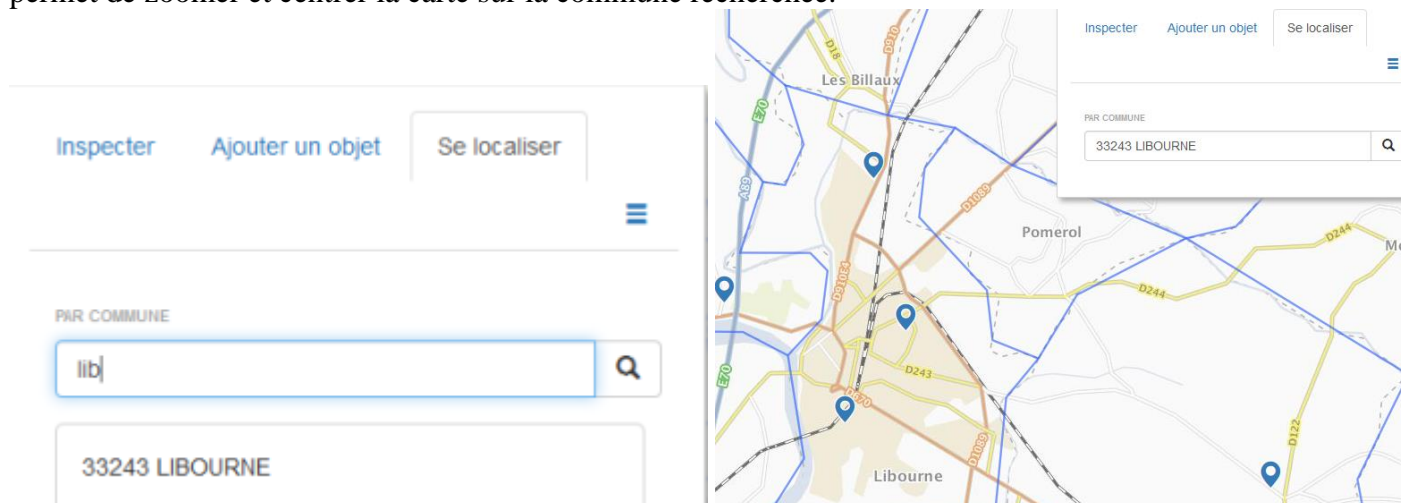 permet de zoomer et centrer la carte sur la commune recherchée.
Inspecter Ajouter un objet Se localiser
PAR COMMUNE
lib
33243 LIBOURNE
Inspecter Ajouter un objet Se localiser
PAR COMMUNE
33243 LIBOURNE
D18
D910
Les Billaux
E70
A89
D1089
Pomerol
D244
D910E4
D244
E70
D243
D670
D1089
D122
Libourne